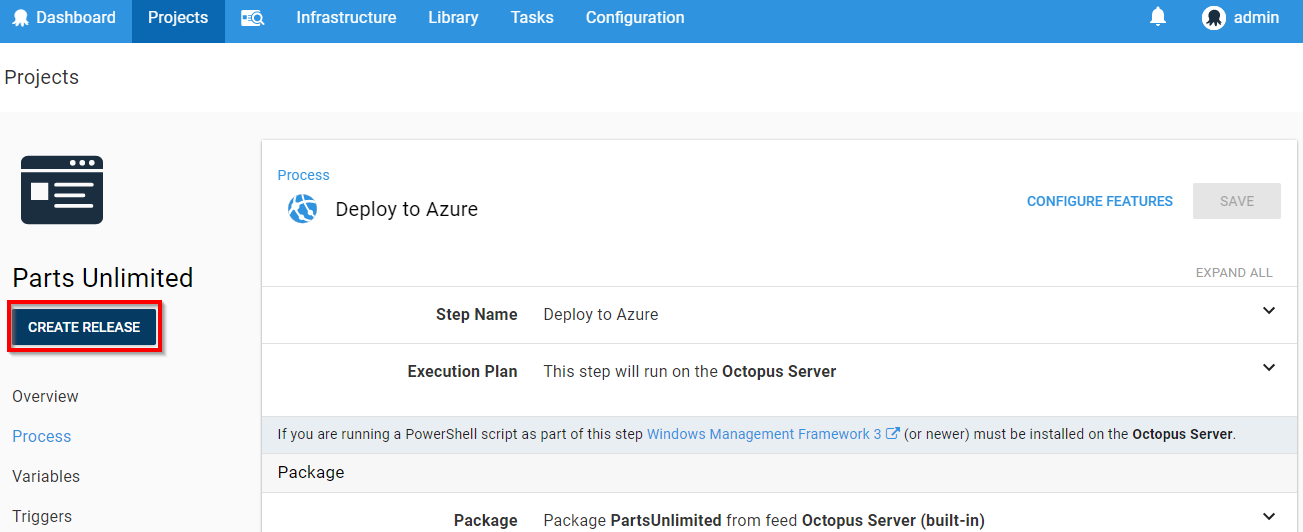 Dashboard Projects Infrastructure Library Tasks Configuration admin
Projects
Process
Deploy to Azure
CONFIGURE FEATURES SAVE
EXPAND ALL
Parts Unlimited
CREATE RELEASE
Overview
Process
Variables
Triggers
Step Name Deploy to Azure
Execution Plan This step will run on the Octopus Server
If you are running a PowerShell script as part of this step Windows Management Framework 3 (or newer) must be installed on the Octopus Server.
Package
Package Package PartsUnlimited from feed Octopus Server (built-in)